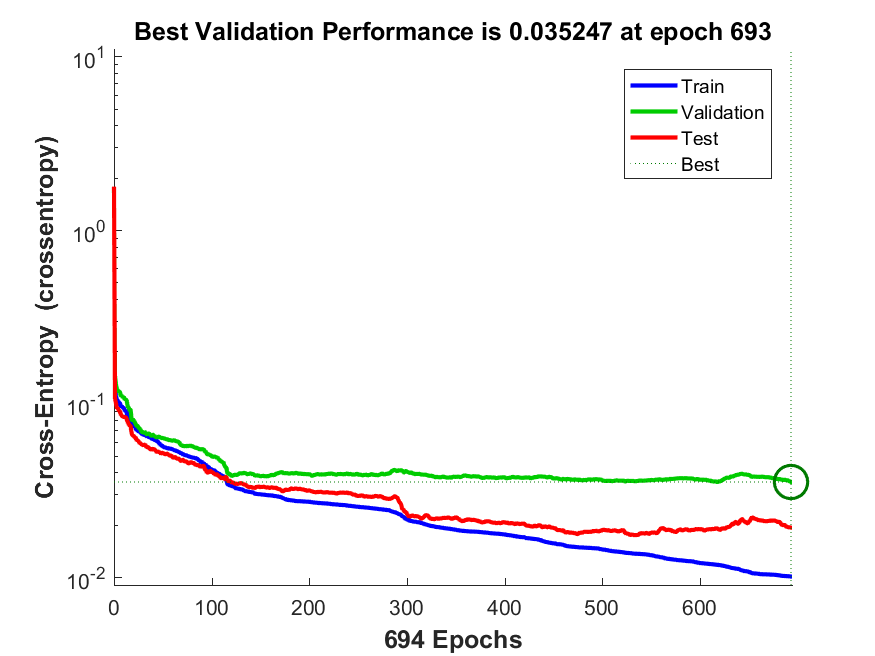 Best Validation Performance is 0.035247 at epoch 693
Cross-Entropy (crossentropy)
10^1
10^0
10^-1
10^-2
Train
Validation
Test
Best
0 100 200 300 400 500 600
694 Epochs